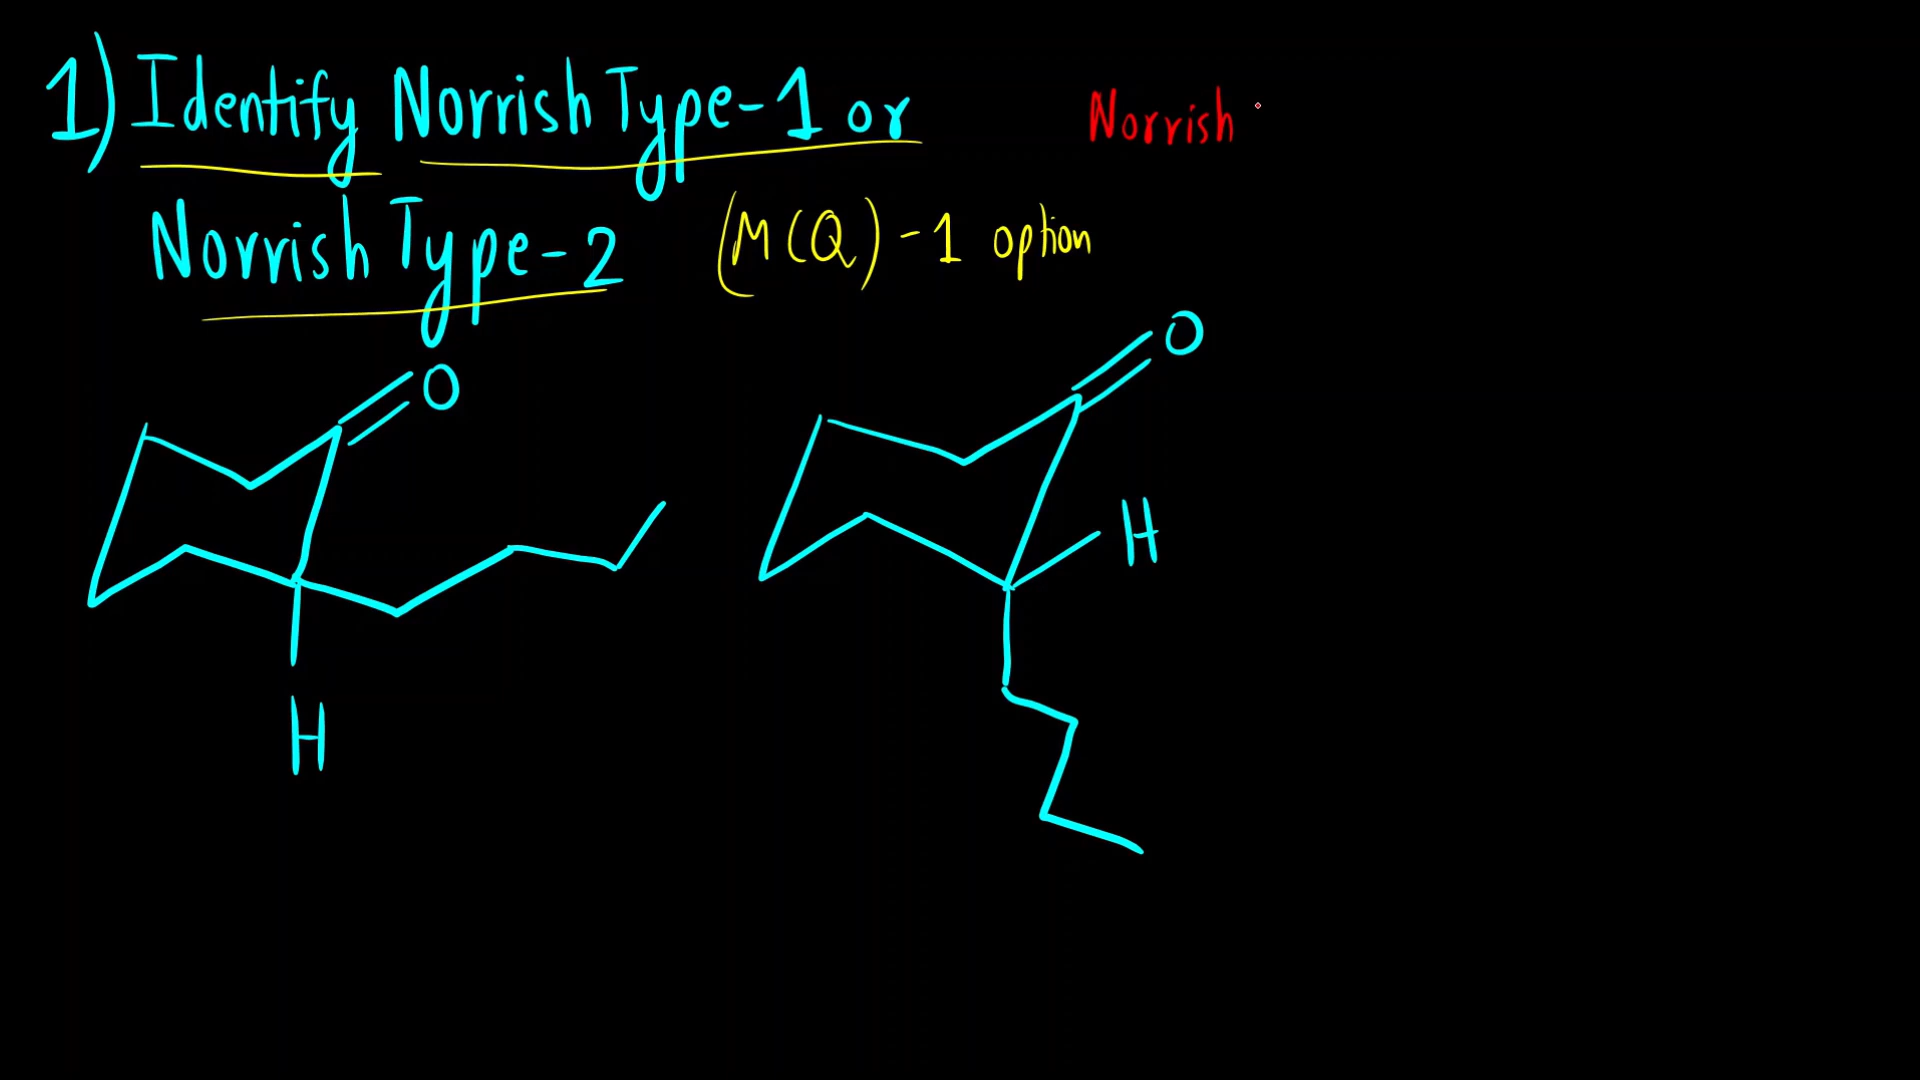 1) Identify Norrish Type-1 or
Norrish
Norrish Type-2 (MCQ) - 1 option
O
O
H
H